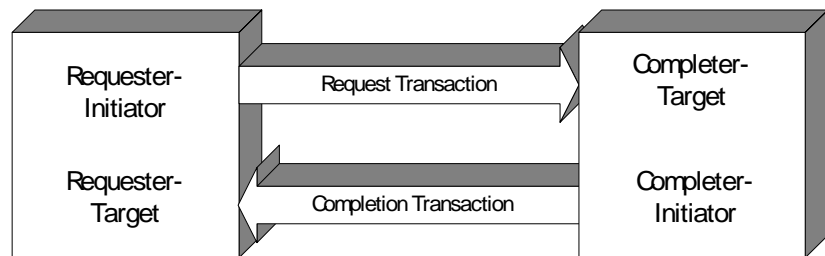 Requester-
Initiator
Request Transaction
Completer-
Target
Requester-
Target
Completion Transaction
Completer-
Initiator